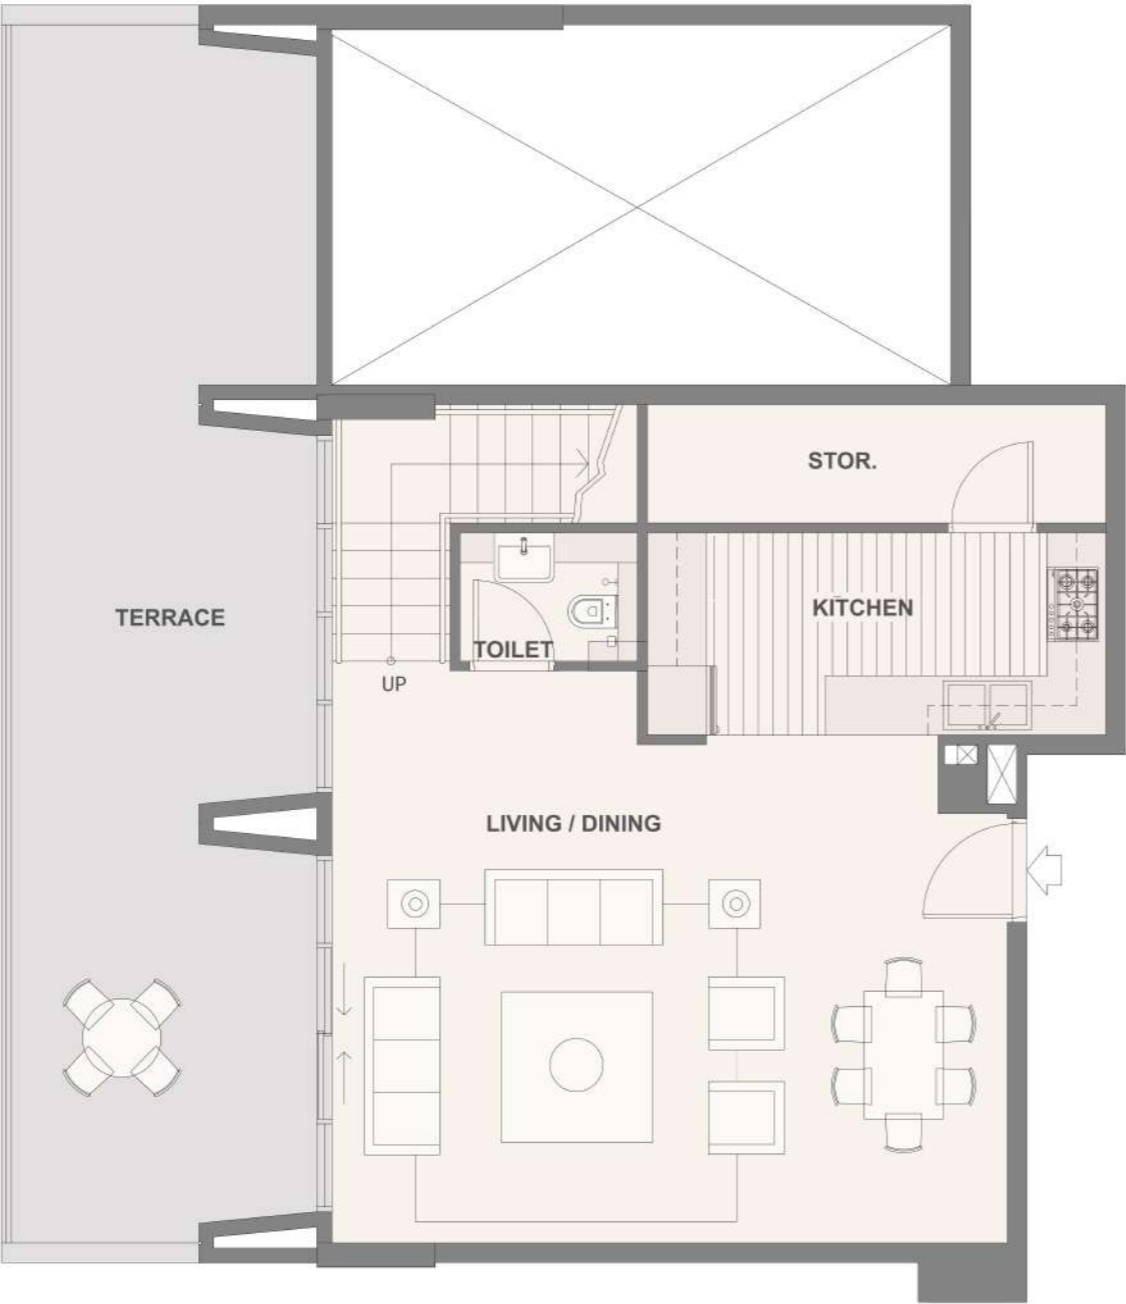 STOR.
TERRACE
KITCHEN
TOILET
UP
LIVING / DINING